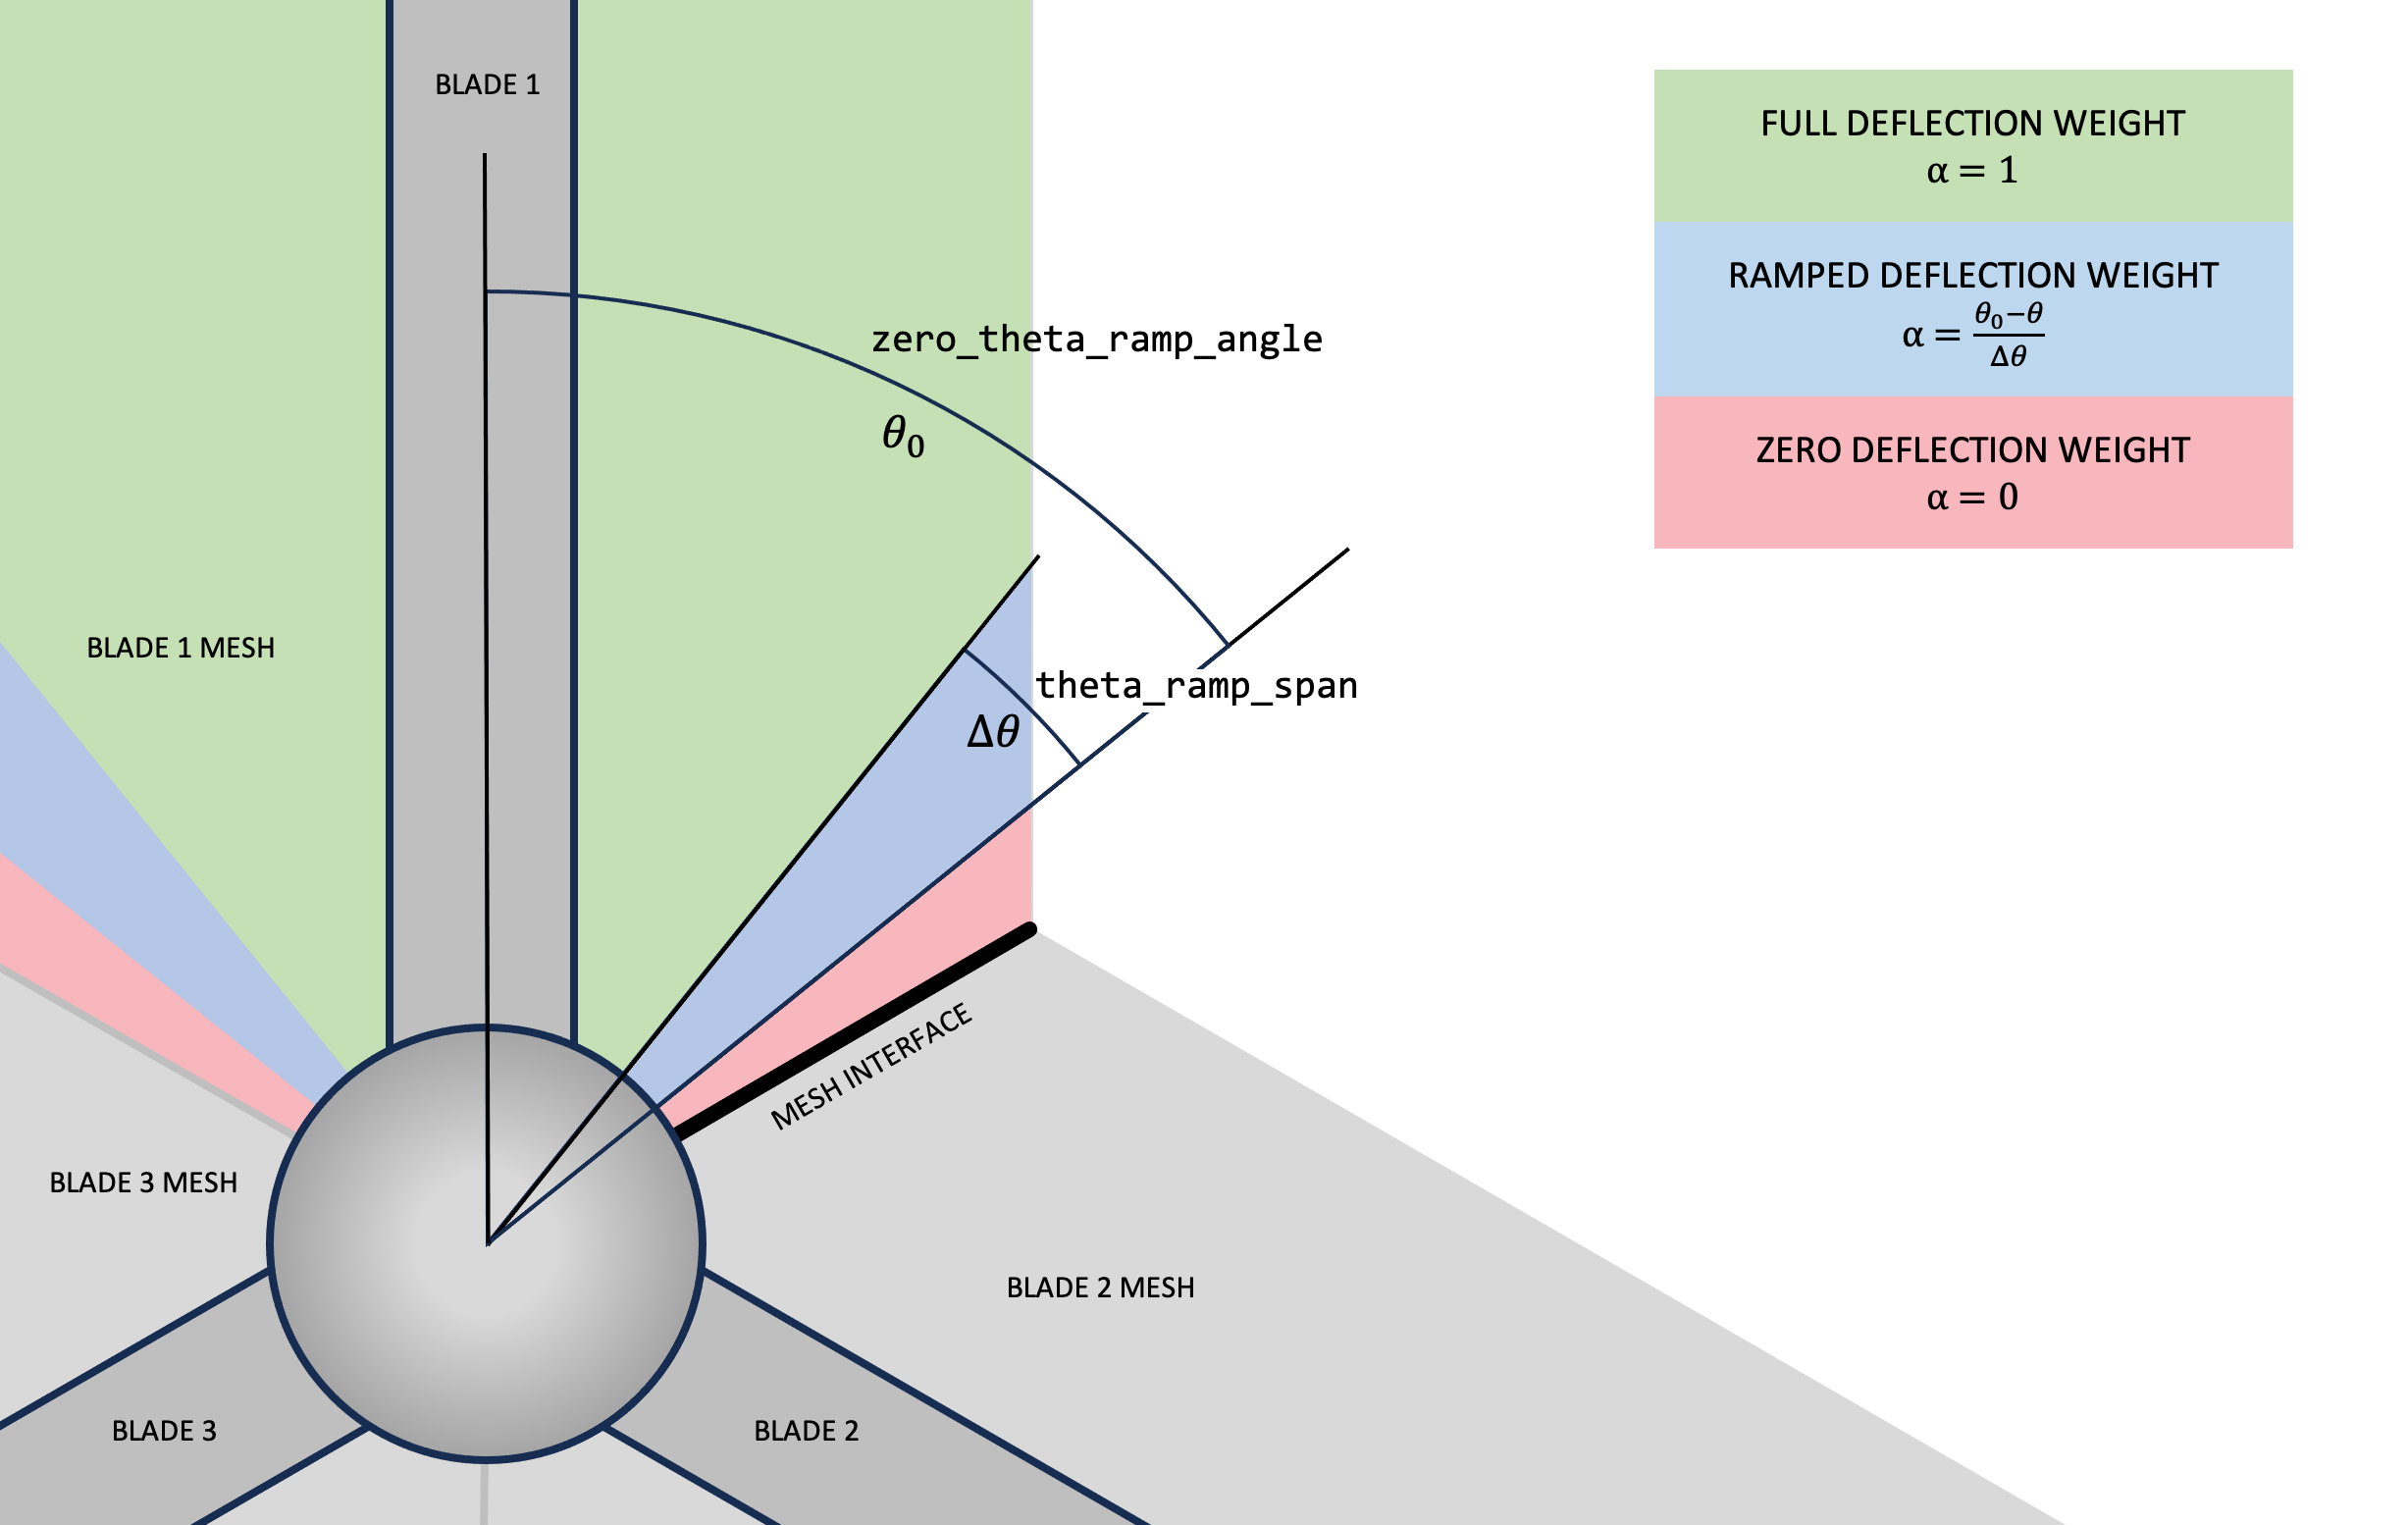 BLADE 1
FULL DEFLECTION WEIGHT
α = 1
RAMPED DEFLECTION WEIGHT
α = θ₀−θ / Δθ
ZERO DEFLECTION WEIGHT
α = 0
zero_theta_ramp_angle
θ₀
BLADE 1 MESH
theta_ramp_span
Δθ
MESH INTERFACE
BLADE 3 MESH
BLADE 2 MESH
BLADE 3
BLADE 2